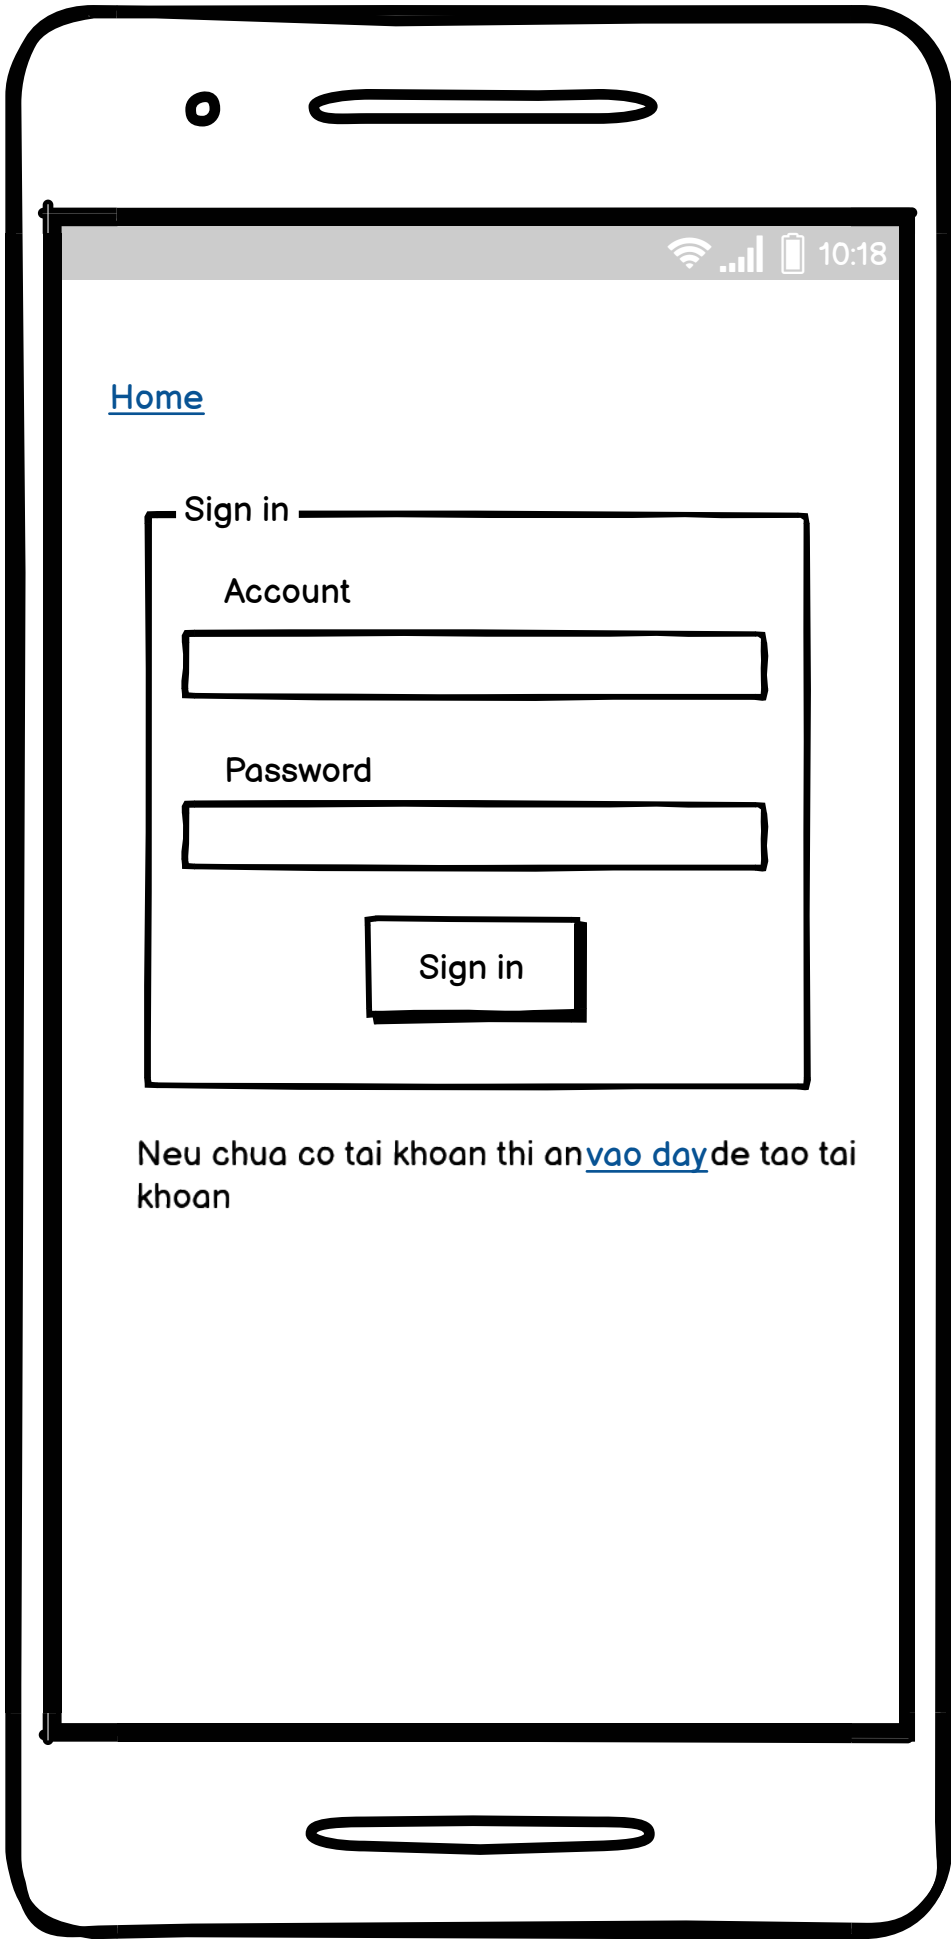 10:18
Home
Sign in
Account
Password
Sign in
Neu chua co tai khoan thi an vao day de tao tai
khoan